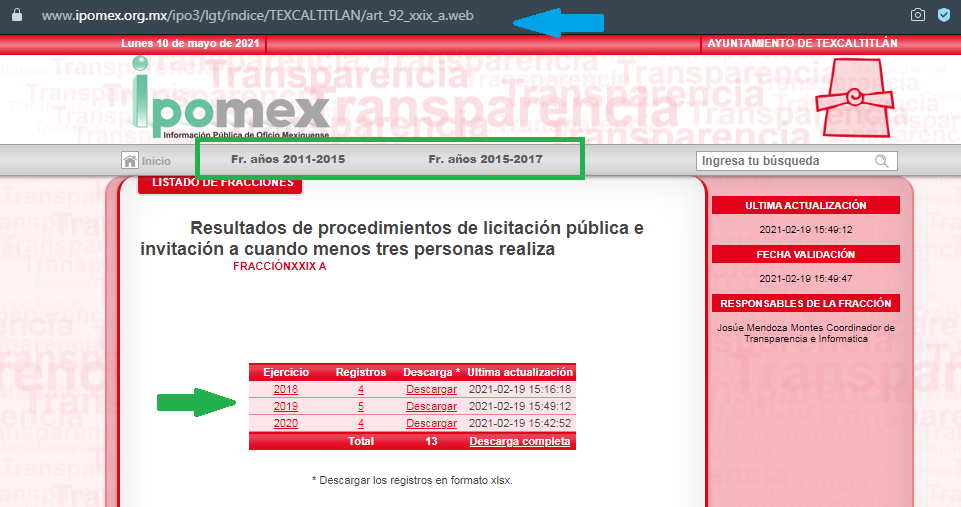 www.ipomex.org.mx/ipo3/lgt/indice/TEXCALTITLAN/art_92_xxix_a.web
Lunes 10 de mayo de 2021
AYUNTAMIENTO DE TEXCALTITLÁN
Transparencia
ipomex
Información Pública de Oficio Mexiquense
Inicio
Fr. años 2011-2015
Fr. años 2015-2017
Ingresa tu búsqueda
LISTADO DE FRACCIONES
Resultados de procedimientos de licitación pública e
invitación a cuando menos tres personas realiza
FRACCIÓNXXIX A
Ejercicio Registros Descarga * Ultima actualización
2018 4 Descargar 2021-02-19 15:16:18
2019 5 Descargar 2021-02-19 15:49:12
2020 4 Descargar 2021-02-19 15:42:52
Total 13 Descarga completa
* Descargar los registros en formato xlsx.
ULTIMA ACTUALIZACIÓN
2021-02-19 15:49:12
FECHA VALIDACIÓN
2021-02-19 15:49:47
RESPONSABLES DE LA FRACCIÓN
Josúe Mendoza Montes Coordinador de
Transparencia e Informatica